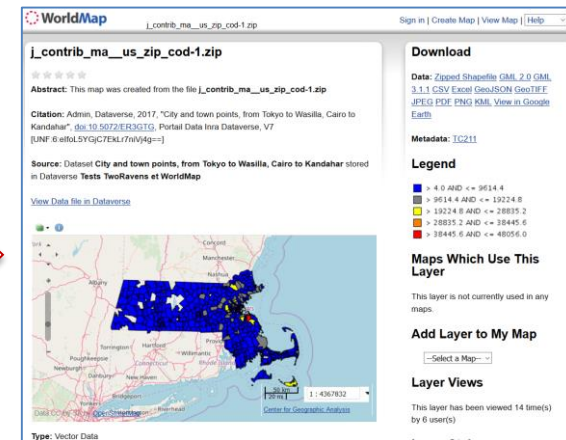 WorldMap
j_contrib_ma__us_zip_cod-1.zip
Sign in | Create Map | View Map | Help
j_contrib_ma__us_zip_cod-1.zip
Abstract: This map was created from the file j_contrib_ma__us_zip_cod-1.zip
Citation: Admin, Dataverse, 2017, "City and town points, from Tokyo to Wasilla, Cairo to
Kandahar", doi:10.5072/ER3GTG, Portail Data Inra Dataverse, V7
Source: Dataset City and town points, from Tokyo to Wasilla, Cairo to Kandahar stored
in Dataverse Tests TwoRavens et WorldMap
View Data file in Dataverse
Concord
Manchester
Nashua
Albany
Torrington
Hartford
Willimantic
Poughkeepsie
Newburgh
Danbury
New Haven
Bridgeport
Riverhead
50 km
20 mi
1 : 4367832
OpenStreetMap
Center for Geographic Analysis
Type: Vector Data
Download
Data: Zipped Shapefile GML 2.0 GML
3.1.1 CSV Excel GeoJSON GeoTIFF
JPEG PDF PNG KML View in Google
Earth
Metadata: TC211
Legend
> 4.0 AND <= 9614.4
> 9614.4 AND <= 19224.8
> 19224.8 AND <= 28835.2
> 28835.2 AND <= 38445.6
> 38445.6 AND <= 48056.0
Maps Which Use This
Layer
This layer is not currently used in any
maps.
Add Layer to My Map
--Select a Map--
Layer Views
This layer has been viewed 14 time(s)
by 6 user(s)